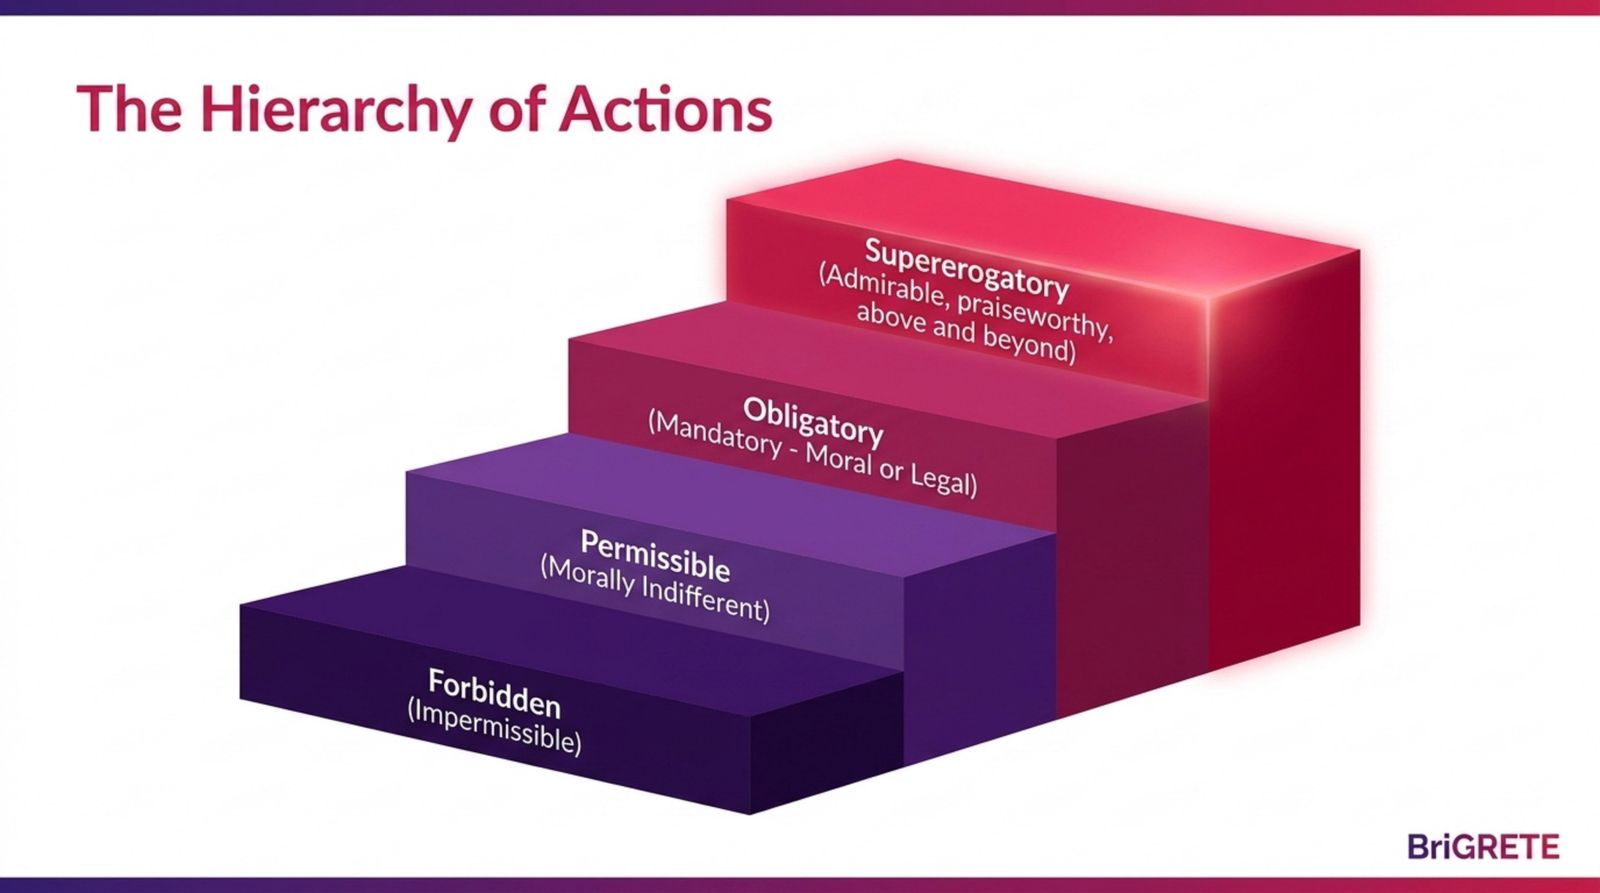 The Hierarchy of Actions
Supererogatory
(Admirable, praiseworthy,
above and beyond)
Obligatory
(Mandatory - Moral or Legal)
Permissible
(Morally Indifferent)
Forbidden
(Impermissible)
BriGRETE